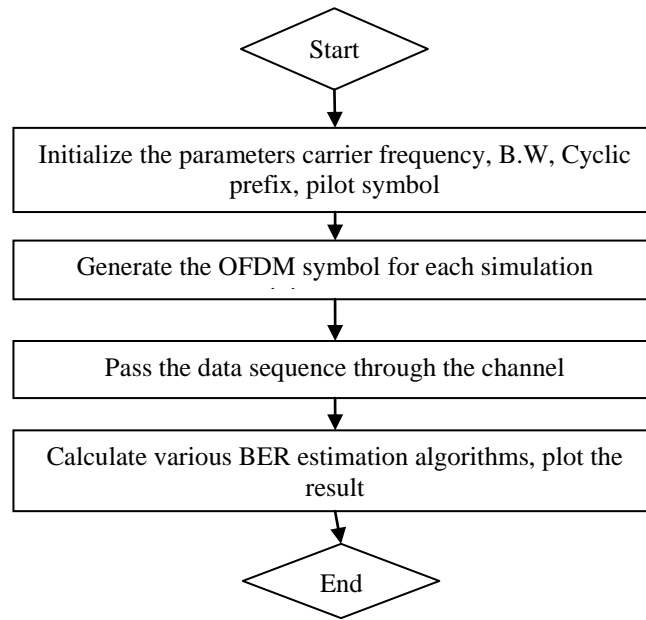 Start
Initialize the parameters carrier frequency, B.W, Cyclic
prefix, pilot symbol
Generate the OFDM symbol for each simulation
Pass the data sequence through the channel
Calculate various BER estimation algorithms, plot the
result
End